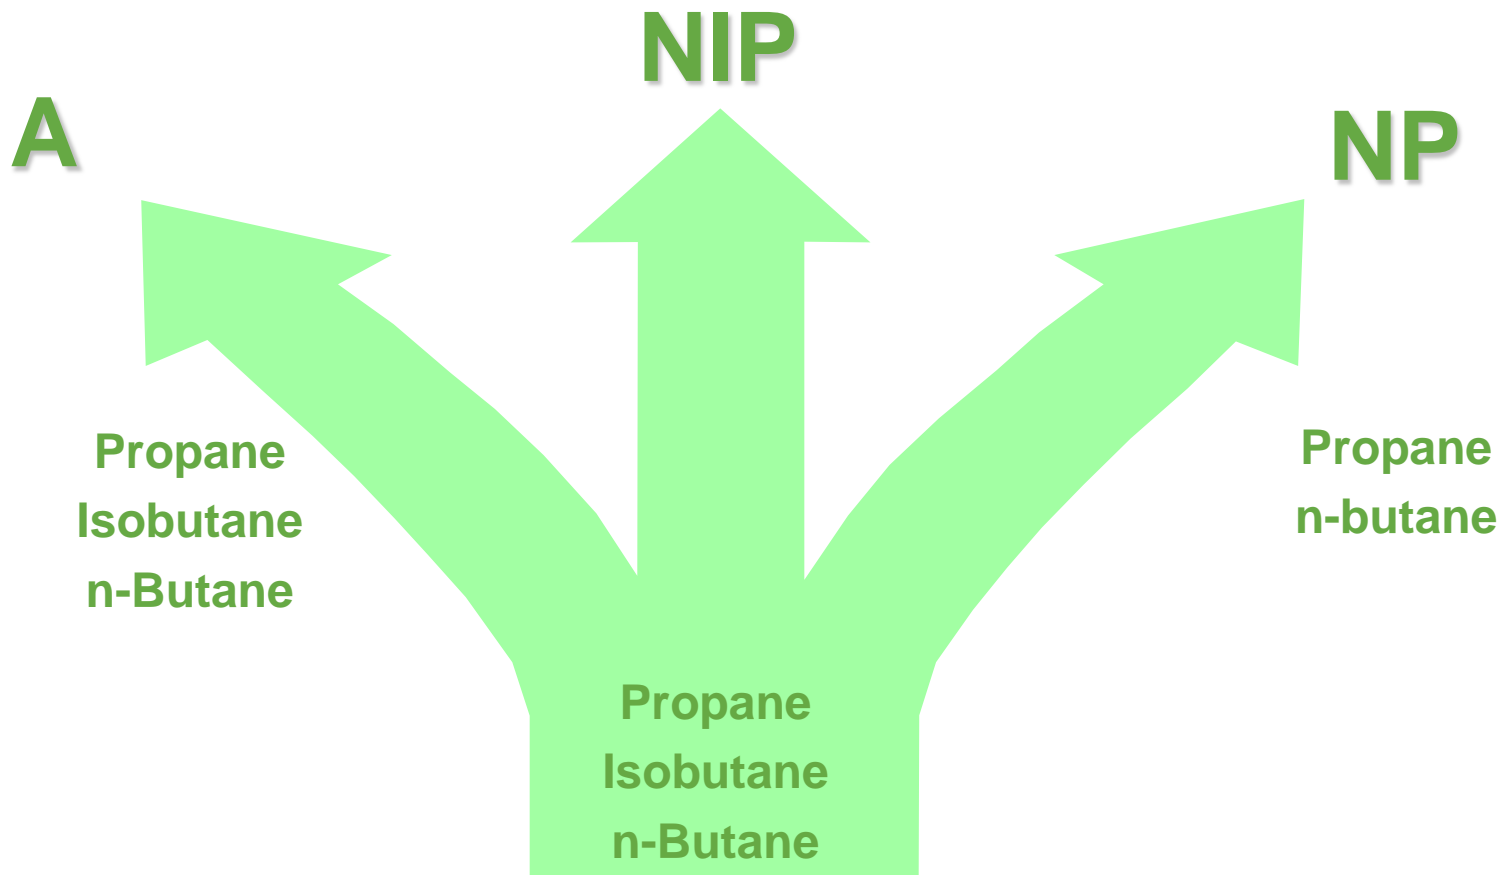 NIP
A
NP
Propane
Isobutane
n-Butane
Propane
n-butane
Propane
Isobutane
n-Butane